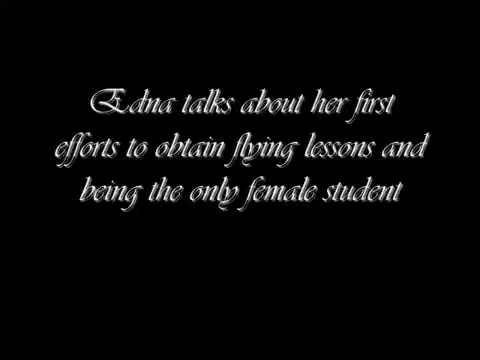 Edna talks about her first
efforts to obtain flying lessons and
being the only female student